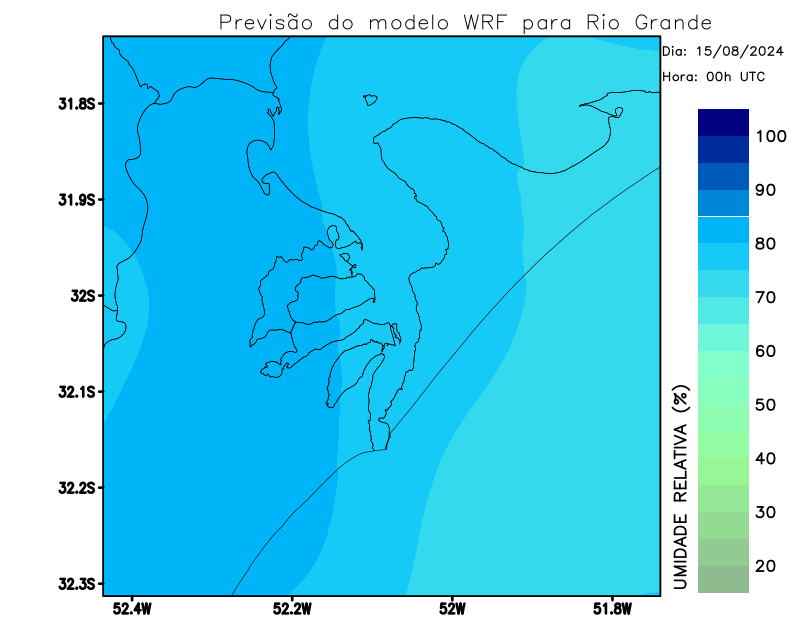 Previsão do modelo WRF para Rio Grande
Dia: 15/08/2024
Hora: 00h UTC
31.8S
31.9S
32S
32.1S
32.2S
32.3S
52.4W
52.2W
52W
51.8W
100
90
80
70
60
50
40
30
20
UMIDADE RELATIVA (%)